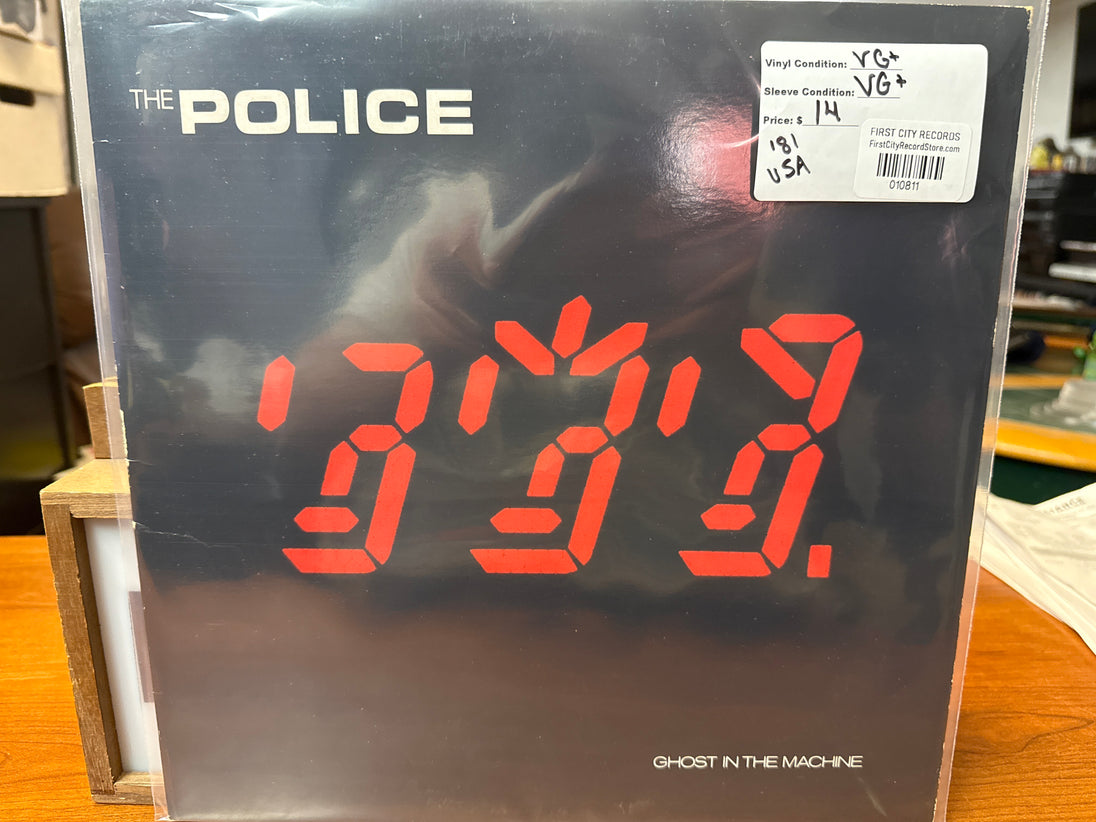 THE POLICE
Vinyl Condition: VG+
Sleeve Condition: VG+
Price: $ 14
'81
USA
FIRST CITY RECORDS
FirstCityRecordStore.com
010811
GHOST IN THE MACHINE